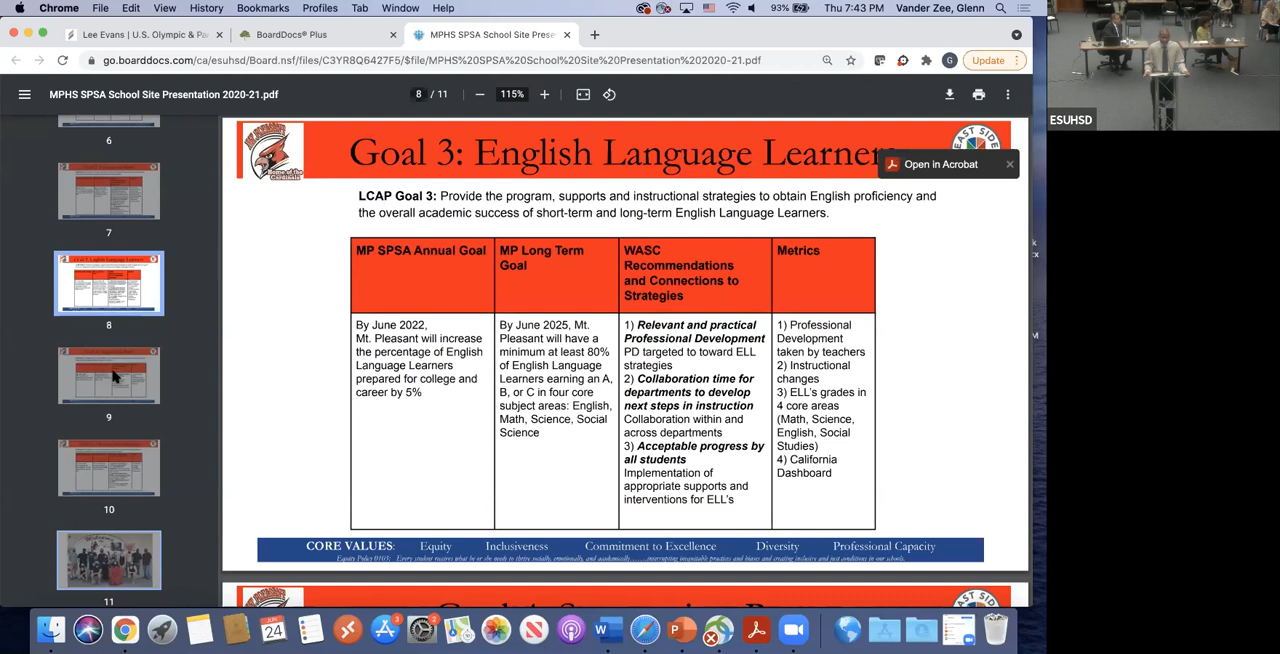 Chrome File Edit View History Bookmarks Profiles Tab Window Help
93% Thu 7:43 PM Vander Zee, Glenn
Lee Evans | U.S. Olympic & Pa
BoardDocs® Plus
MPHS SPSA School Site Prese
go.boarddocs.com/ca/esuhsd/Board.nsf/files/C3YR8Q6427F5/$file/MPHS%20SPSA%20School%20Site%20Presentation%202020-21.pdf
G
Update
MPHS SPSA School Site Presentation 2020-21.pdf
8 / 11
115%
ESUHSD
6
7
8
9
10
11
Goal 3: English Language Learners
EAST SIDE
Home of the
Cardinals
Open in Acrobat
LCAP Goal 3: Provide the program, supports and instructional strategies to obtain English proficiency and
the overall academic success of short-term and long-term English Language Learners.
MP SPSA Annual Goal
MP Long Term
Goal
WASC
Recommendations
and Connections to
Strategies
Metrics
By June 2022,
Mt. Pleasant will increase
the percentage of English
Language Learners
prepared for college and
career by 5%
By June 2025, Mt.
Pleasant will have a
minimum at least 80%
of English Language
Learners earning an A,
B, or C in four core
subject areas: English,
Math, Science, Social
Science
1) Relevant and practical
Professional Development
PD targeted to toward ELL
strategies
2) Collaboration time for
departments to develop
next steps in instruction
Collaboration within and
across departments
3) Acceptable progress by
all students
Implementation of
appropriate supports and
interventions for ELL's
1) Professional
Development
taken by teachers
2) Instructional
changes
3) ELL's grades in
4 core areas
(Math, Science,
English, Social
Studies)
4) California
Dashboard
CORE VALUES: Equity Inclusiveness Commitment to Excellence Diversity Professional Capacity
JUN
24
3